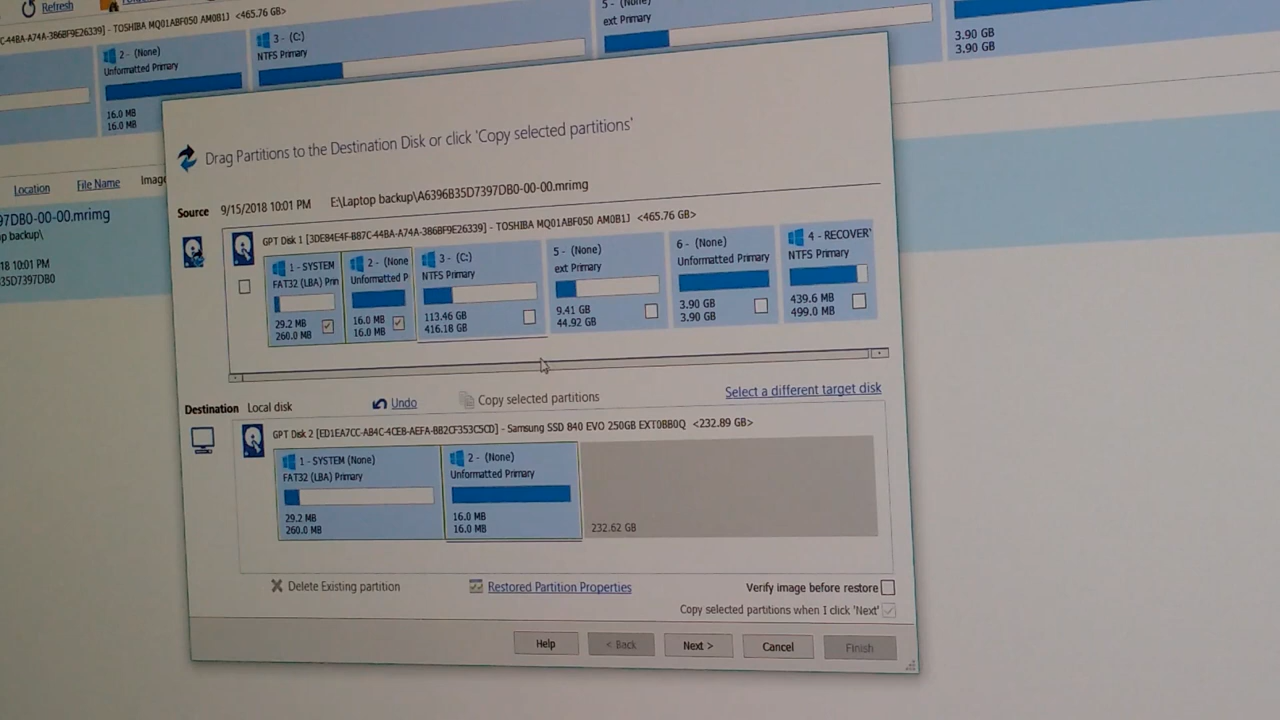 Refresh
C-44BA-A74A-386BF9E26339] - TOSHIBA MQ01ABF050 AM0B1J <465.76 GB>
2 - (None)
Unformatted Primary
16.0 MB
16.0 MB
3 - (C:)
NTFS Primary
5 - (None)
ext Primary
3.90 GB
3.90 GB
Location
File Name
Imag
97DB0-00-00.mrimg
p backup\
18 10:01 PM
35D7397DB0
Drag Partitions to the Destination Disk or click 'Copy selected partitions'
Source
9/15/2018 10:01 PM
E:\Laptop backup\A6396B35D7397DB0-00-00.mrimg
GPT Disk 1 [3DE84E4F-B87C-44BA-A74A-386BF9E26339] - TOSHIBA MQ01ABF050 AM0B1J <465.76 GB>
1 - SYSTEM
FAT32 (LBA) Prin
29.2 MB
260.0 MB
2 - (None
Unformatted P
16.0 MB
16.0 MB
3 - (C:)
NTFS Primary
113.46 GB
416.18 GB
5 - (None)
ext Primary
9.41 GB
44.92 GB
6 - (None)
Unformatted Primary
3.90 GB
3.90 GB
4 - RECOVER'
NTFS Primary
439.6 MB
499.0 MB
Destination
Local disk
Undo
Copy selected partitions
Select a different target disk
GPT Disk 2 [ED1EA7CC-AB4C-4CEB-AEFA-BB2CF353C5CD] - Samsung SSD 840 EVO 250GB EXT0BB0Q <232.89 GB>
1 - SYSTEM (None)
FAT32 (LBA) Primary
29.2 MB
260.0 MB
2 - (None)
Unformatted Primary
16.0 MB
16.0 MB
232.62 GB
Delete Existing partition
Restored Partition Properties
Verify image before restore
Copy selected partitions when I click 'Next'
Help
< Back
Next >
Cancel
Finish